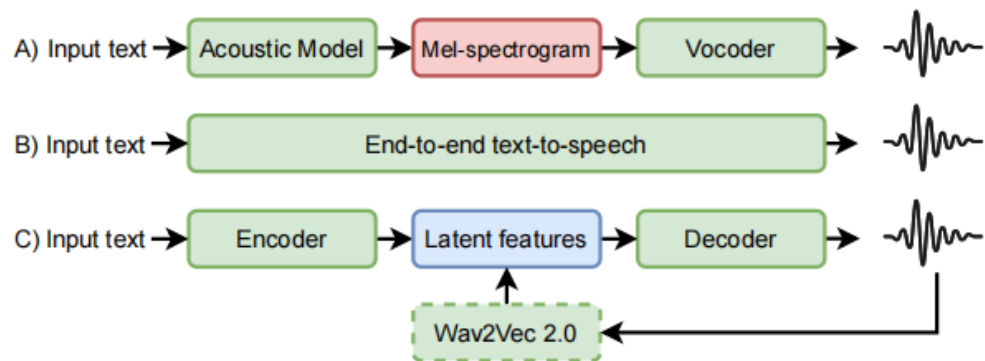 A) Input text Acoustic Model Mel-spectrogram Vocoder
B) Input text End-to-end text-to-speech
C) Input text Encoder Latent features Decoder
Wav2Vec 2.0